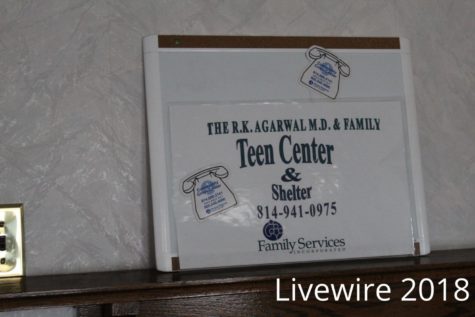 THE R.K. AGARWAL M.D. & FAMILY
Teen Center
&
Shelter
814-941-0975
Family Services
INCORPORATED
Livewire 2018